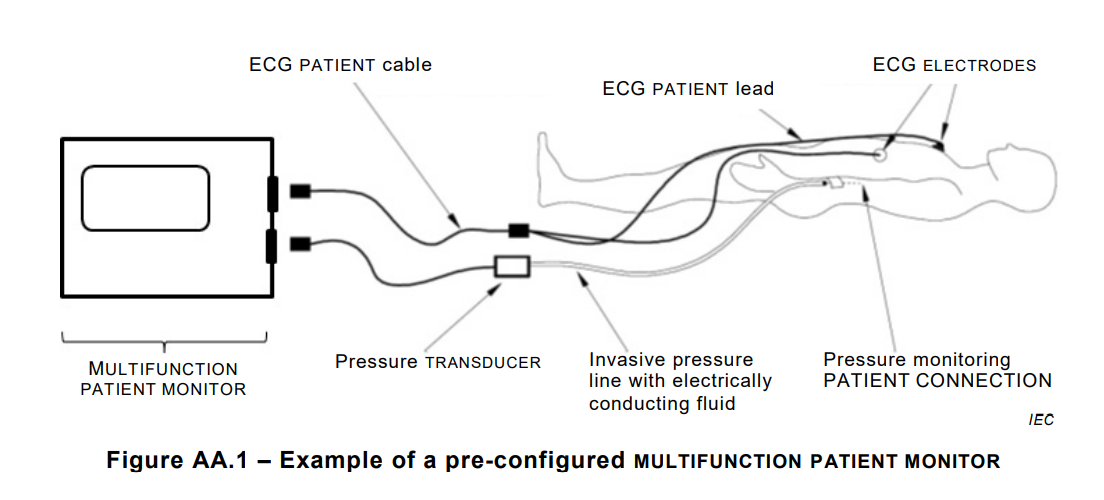 ECG PATIENT cable
ECG ELECTRODES
ECG PATIENT lead
MULTIFUNCTION
PATIENT MONITOR
Pressure TRANSDUCER
Invasive pressure
line with electrically
conducting fluid
Pressure monitoring
PATIENT CONNECTION
IEC
Figure AA.1 – Example of a pre-configured MULTIFUNCTION PATIENT MONITOR